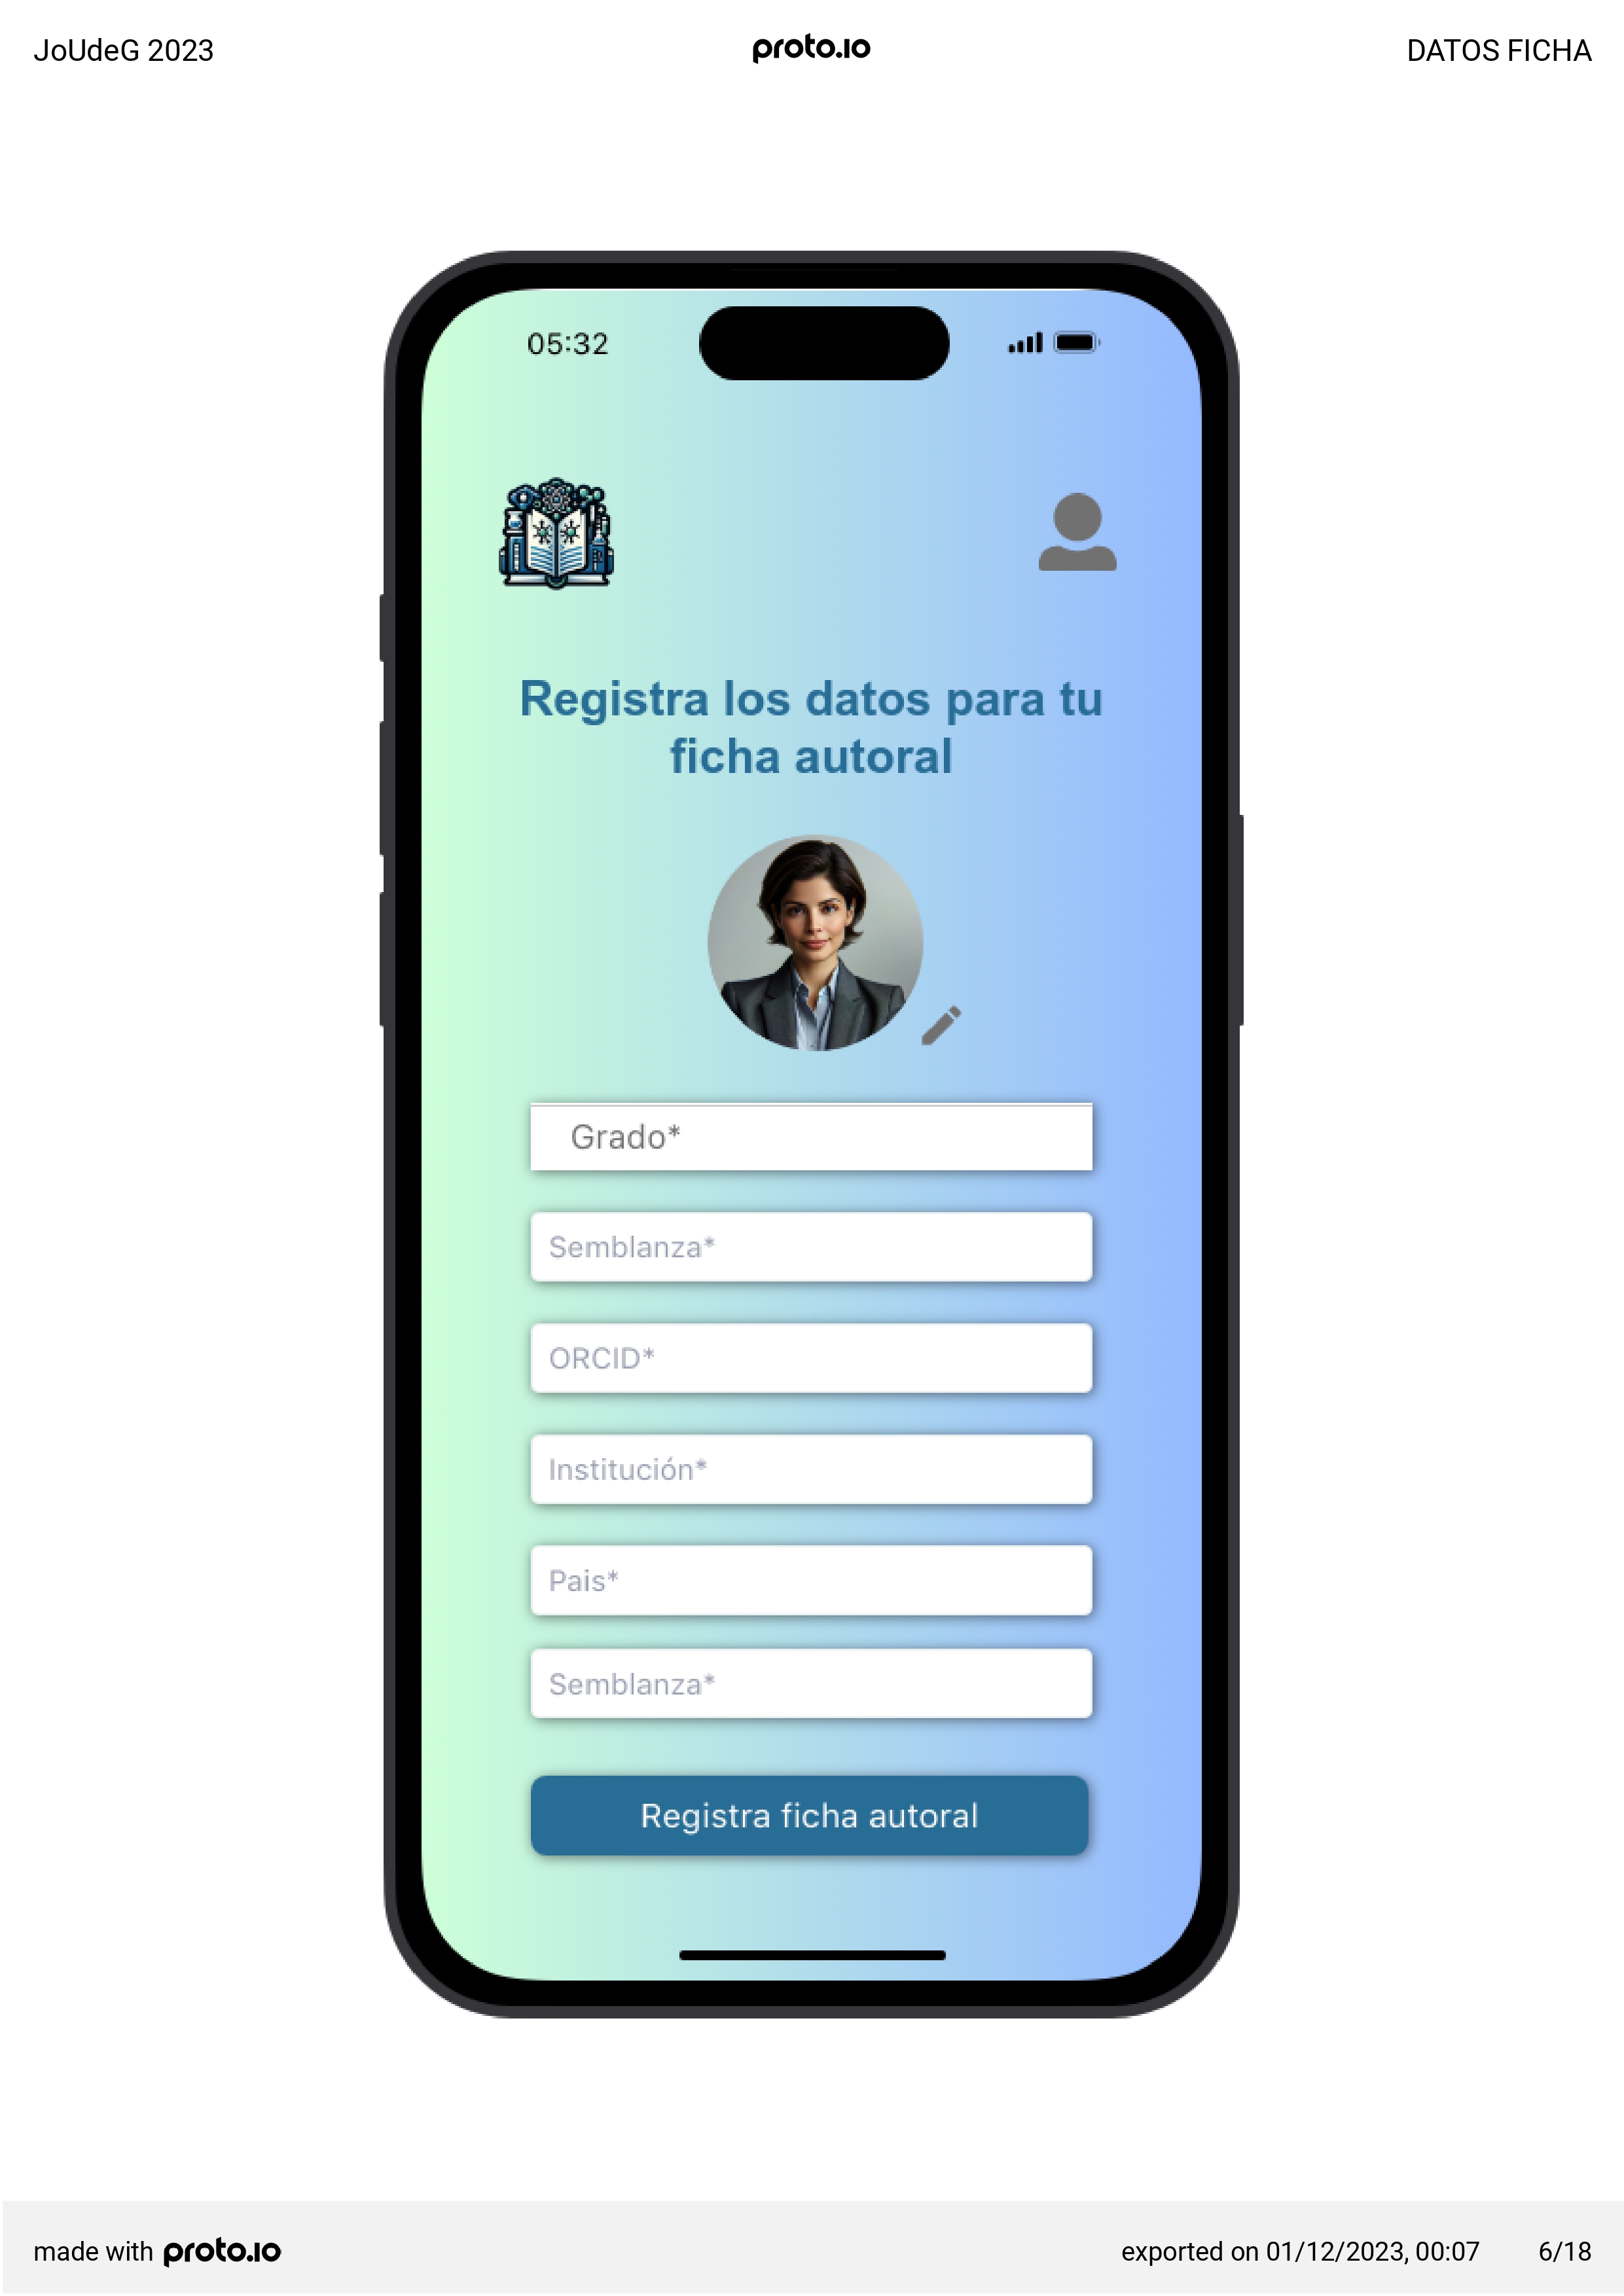 JoUdeG 2023
proto.io
DATOS FICHA
05:32
Registra los datos para tu
ficha autoral
Grado*
Semblanza*
ORCID*
Institución*
Pais*
Semblanza*
Registra ficha autoral
made with proto.io
exported on 01/12/2023, 00:07
6/18